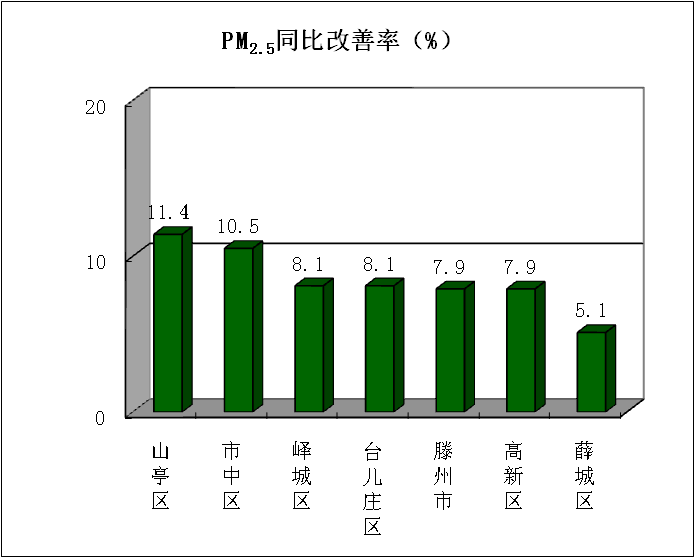 PM2.5同比改善率（%）
20
11.4
10.5
10
8.1
8.1
7.9
7.9
5.1
0
山亭区
市中区
峄城区
台儿庄区
滕州市
高新区
薛城区